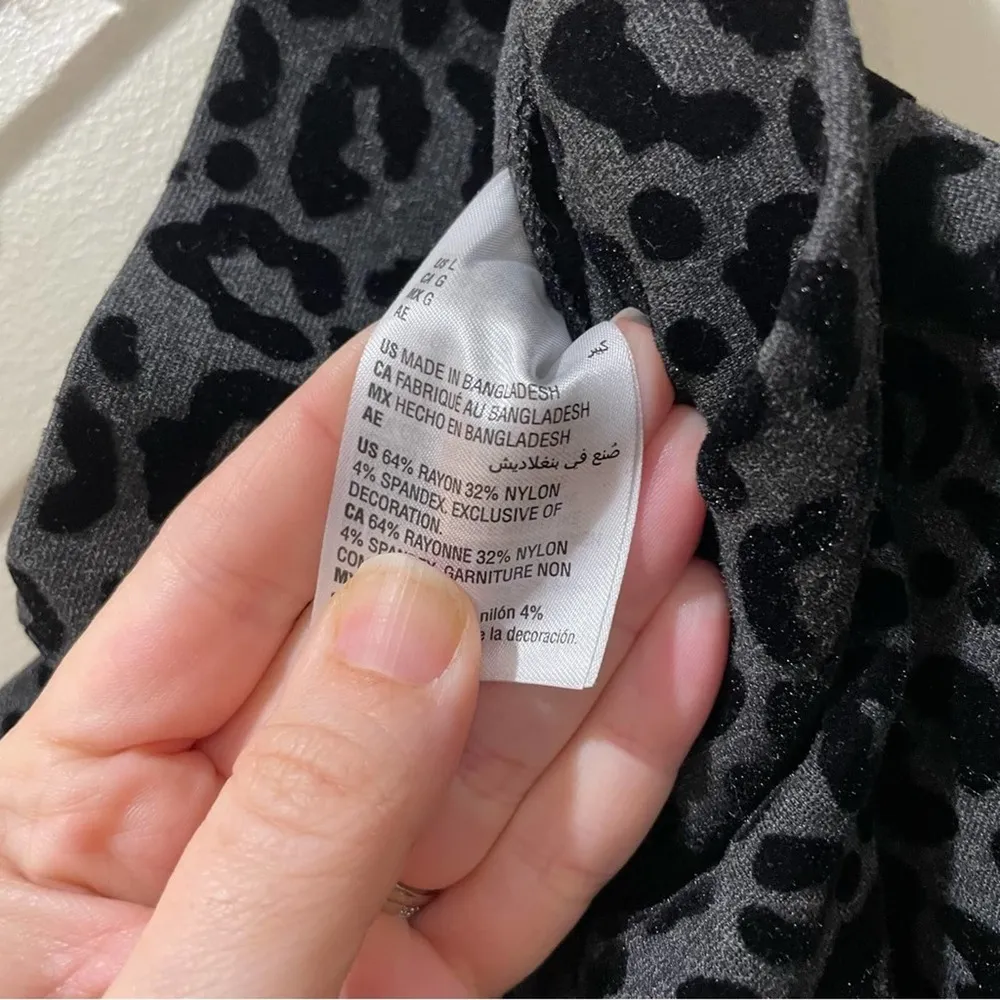 US L
CA G
MX G
AE
كبير
US MADE IN BANGLADESH
CA FABRIQUÉ AU BANGLADESH
MX HECHO EN BANGLADESH
AE
صُنع في بنغلاديش
US 64% RAYON 32% NYLON
4% SPANDEX. EXCLUSIVE OF
DECORATION.
CA 64% RAYONNE 32% NYLON
4% GARNITURE NON
nilón 4%
la decoración.